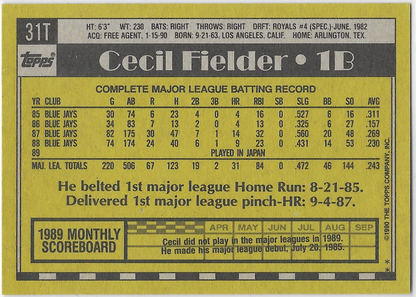 31T
HT: 6'3" WT: 230 BATS: RIGHT THROWS: RIGHT DRFT: ROYALS #4 (SPEC.)-JUNE, 1982
ACQ: FREE AGENT, 1-15-90 BORN: 9-21-63, LOS ANGELES, CALIF. HOME: ARLINGTON, TEX.
TOPPS
Cecil Fielder • 1B
COMPLETE MAJOR LEAGUE BATTING RECORD
YR CLUB G AB R H 2B 3B HR RBI SB SLG BB SO AVG
85 BLUE JAYS 30 74 6 23 4 0 4 16 0 .527 6 16 .311
86 BLUE JAYS 34 83 7 13 2 0 4 13 0 .325 6 27 .157
87 BLUE JAYS 82 175 30 47 7 1 14 32 0 .560 20 48 .269
88 BLUE JAYS 74 174 24 40 6 1 9 23 0 .431 14 53 .230
89 PLAYED IN JAPAN
MAJ. LEA. TOTALS 220 506 67 123 19 2 31 84 0 .472 46 144 .243
He belted 1st major league Home Run: 8-21-85.
Delivered 1st major league pinch-HR: 9-4-87.
1989 MONTHLY SCOREBOARD
APR MAY JUN JUL AUG SEP
Cecil did not play in the major leagues in 1989.
He made his major league debut, July 20, 1985.
©1990 THE TOPPS COMPANY, INC.
**